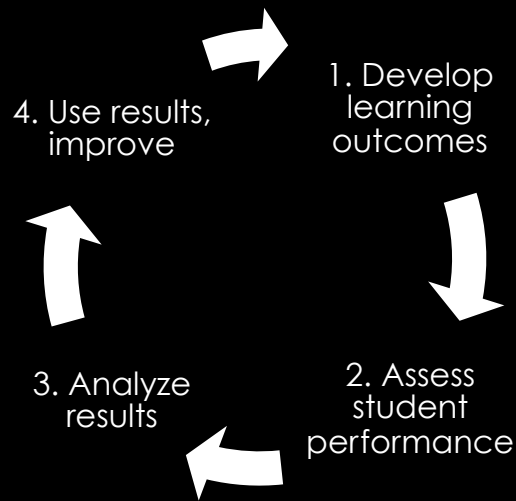 1. Develop
learning
outcomes
2. Assess
student
performance
3. Analyze
results
4. Use results,
improve